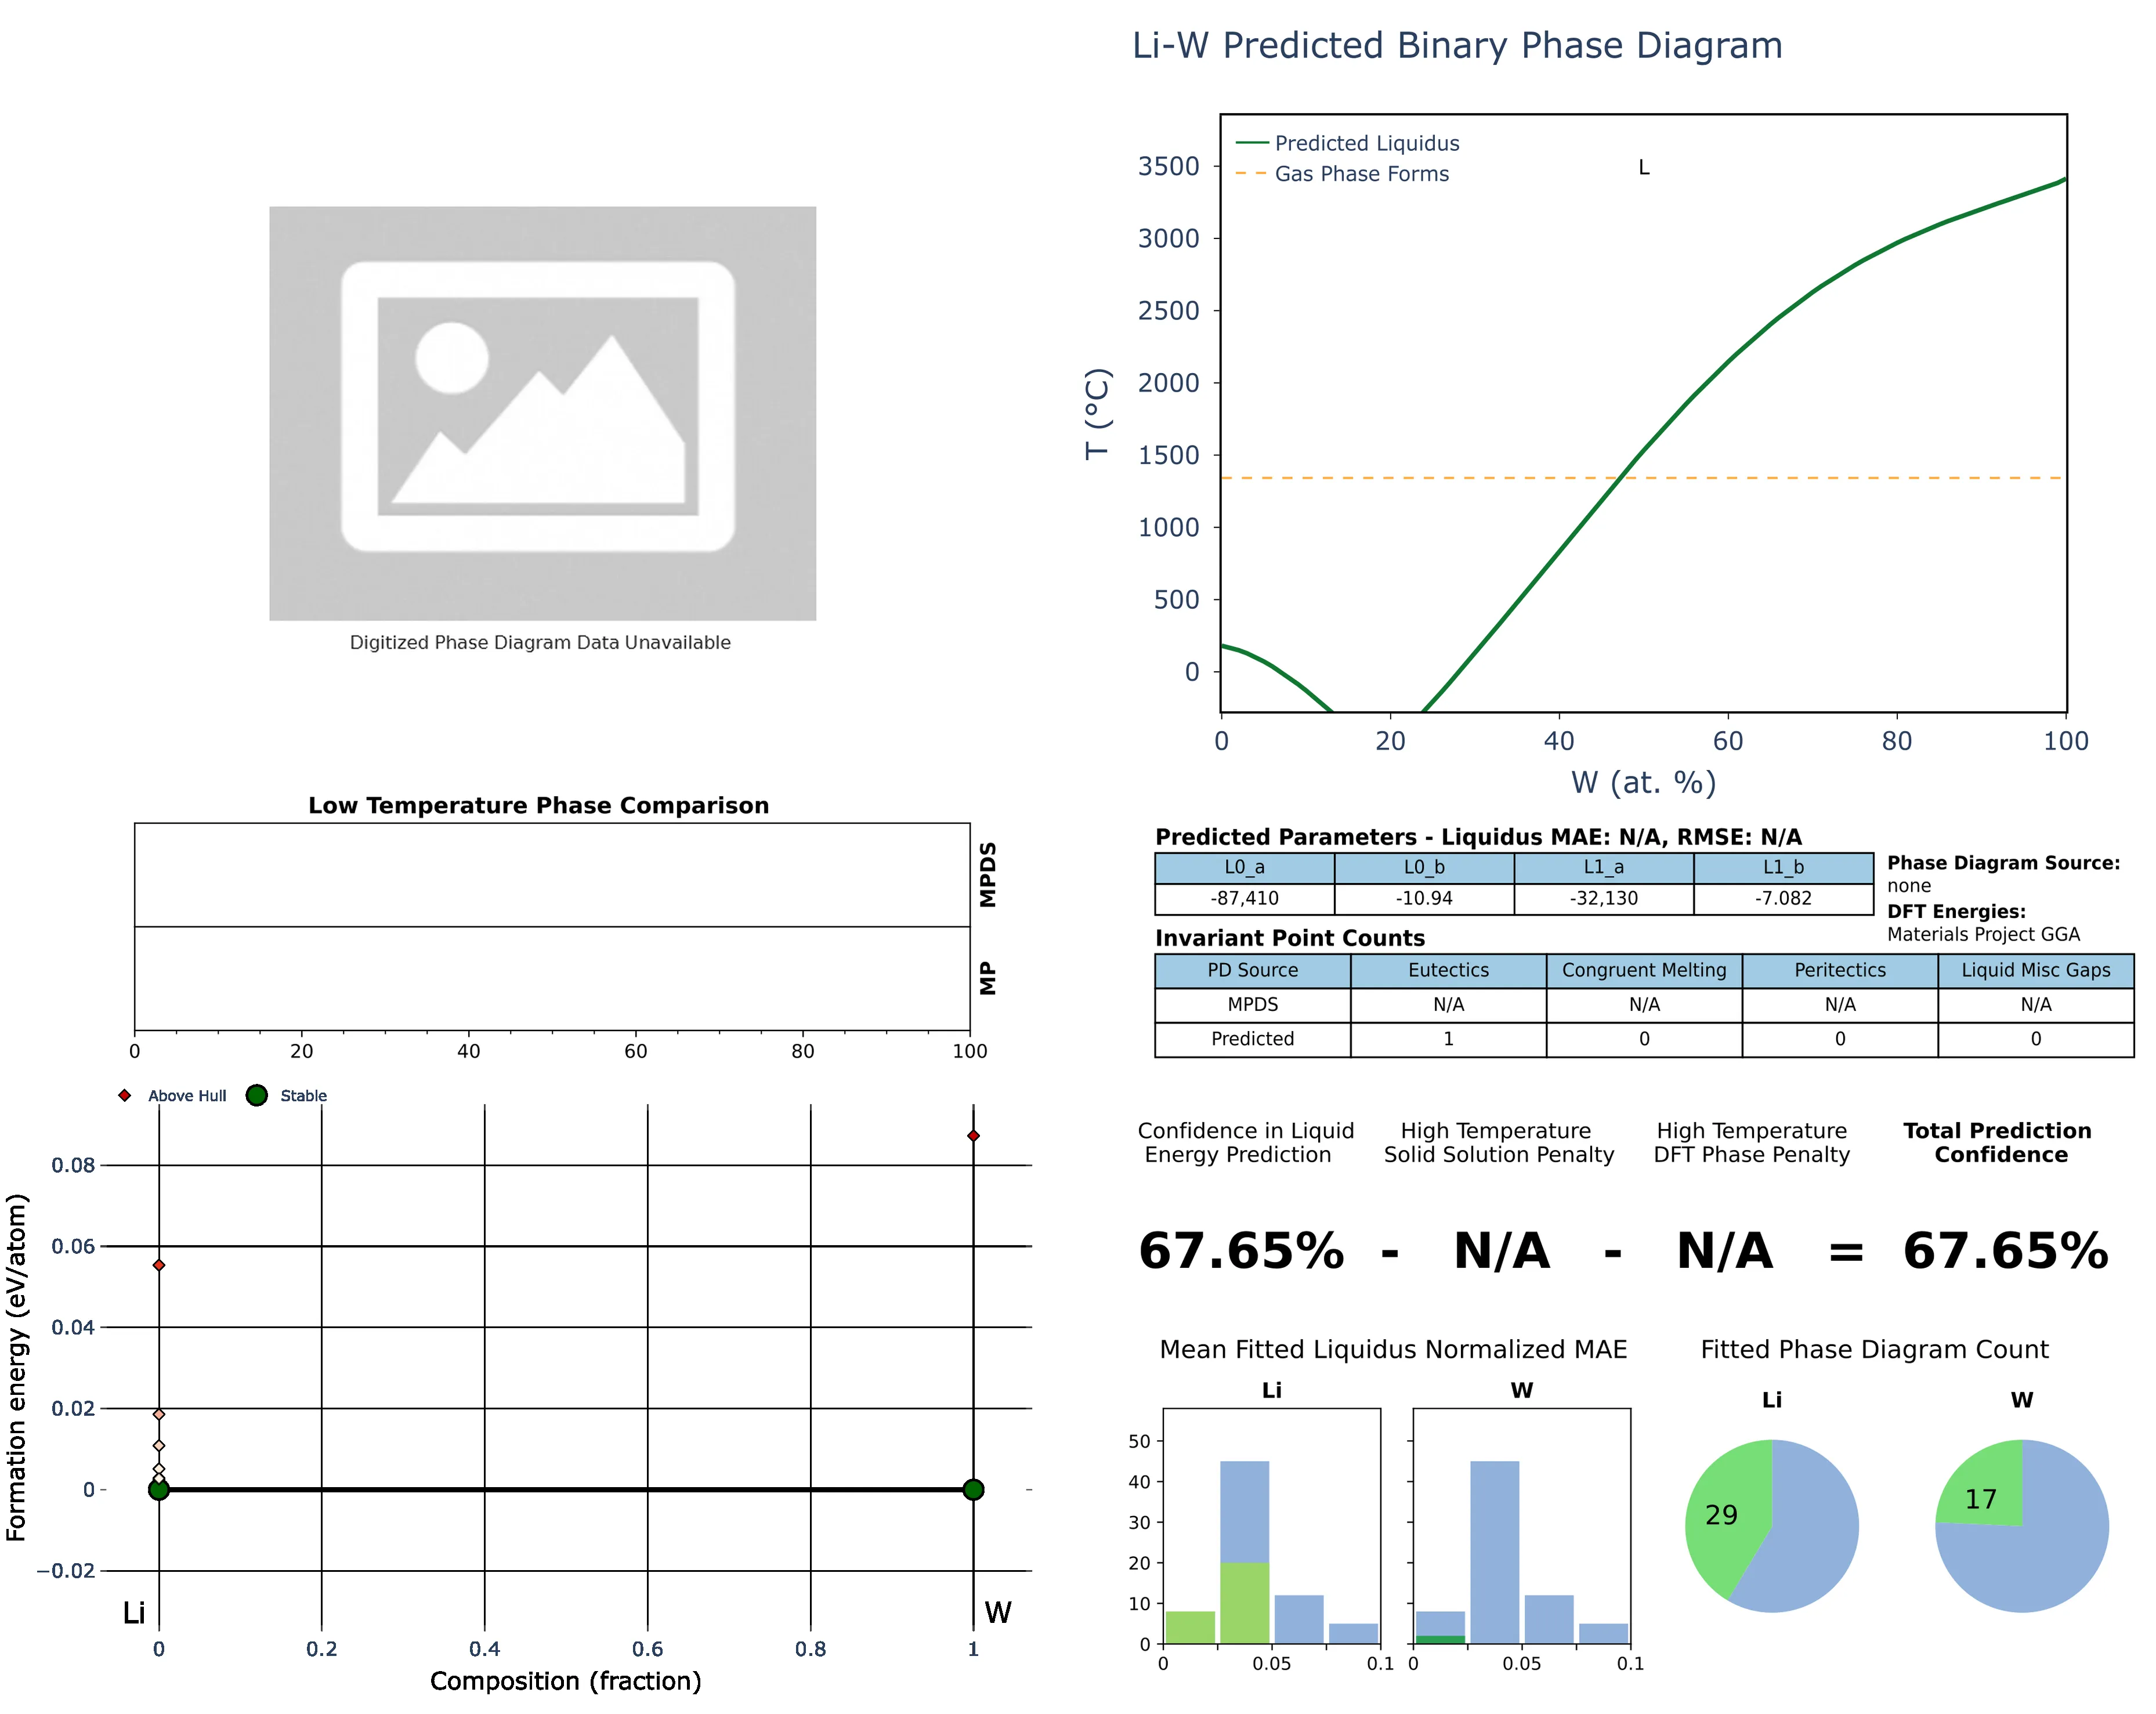 Li-W Predicted Binary Phase Diagram
Predicted Liquidus
Gas Phase Forms
L
3500
3000
2500
2000
1500
1000
500
0
T (°C)
0 20 40 60 80 100
W (at. %)
Digitized Phase Diagram Data Unavailable
Low Temperature Phase Comparison
MPDS
MP
0 20 40 60 80 100
Predicted Parameters - Liquidus MAE: N/A, RMSE: N/A
L0_a L0_b L1_a L1_b
-87,410 -10.94 -32,130 -7.082
Phase Diagram Source:
none
DFT Energies:
Materials Project GGA
Invariant Point Counts
PD Source Eutectics Congruent Melting Peritectics Liquid Misc Gaps
MPDS N/A N/A N/A N/A
Predicted 1 0 0 0
Above Hull Stable
0.08
0.06
0.04
0.02
0
−0.02
Formation energy (eV/atom)
Li W
0 0.2 0.4 0.6 0.8 1
Composition (fraction)
Confidence in Liquid
Energy Prediction
High Temperature
Solid Solution Penalty
High Temperature
DFT Phase Penalty
Total Prediction
Confidence
67.65% - N/A - N/A = 67.65%
Mean Fitted Liquidus Normalized MAE
Li W
50
40
30
20
10
0
0 0.05 0.1 0 0.05 0.1
Fitted Phase Diagram Count
Li W
29 17